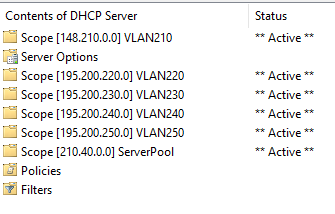 Contents of DHCP Server Status
Scope [148.210.0.0] VLAN210 ** Active **
Server Options
Scope [195.200.220.0] VLAN220 ** Active **
Scope [195.200.230.0] VLAN230 ** Active **
Scope [195.200.240.0] VLAN240 ** Active **
Scope [195.200.250.0] VLAN250 ** Active **
Scope [210.40.0.0] ServerPool ** Active **
Policies
Filters